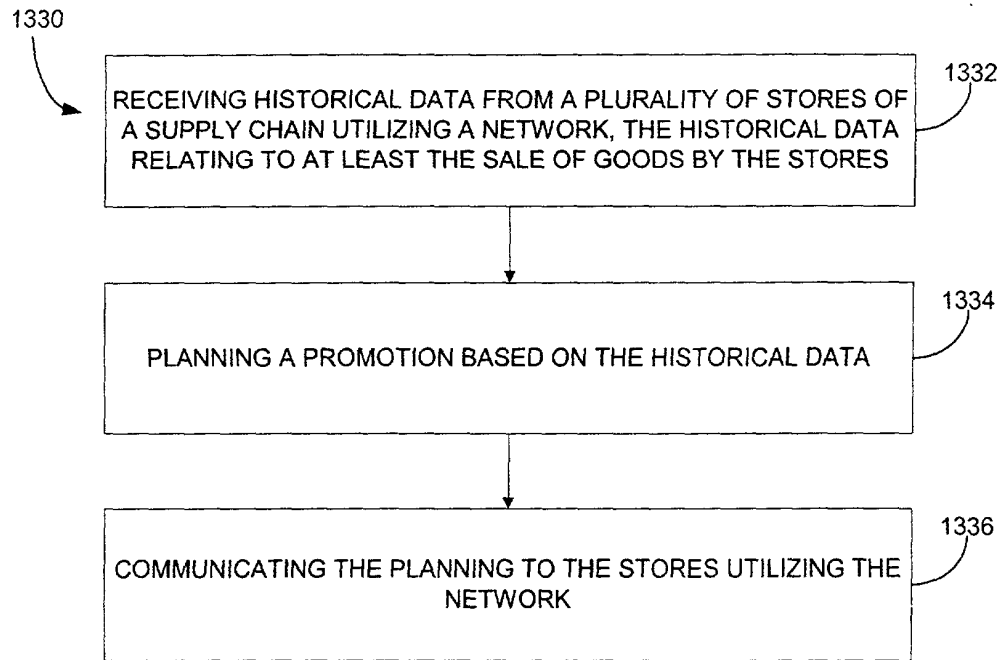 1330
1332
RECEIVING HISTORICAL DATA FROM A PLURALITY OF STORES OF
A SUPPLY CHAIN UTILIZING A NETWORK, THE HISTORICAL DATA
RELATING TO AT LEAST THE SALE OF GOODS BY THE STORES
1334
PLANNING A PROMOTION BASED ON THE HISTORICAL DATA
1336
COMMUNICATING THE PLANNING TO THE STORES UTILIZING THE
NETWORK